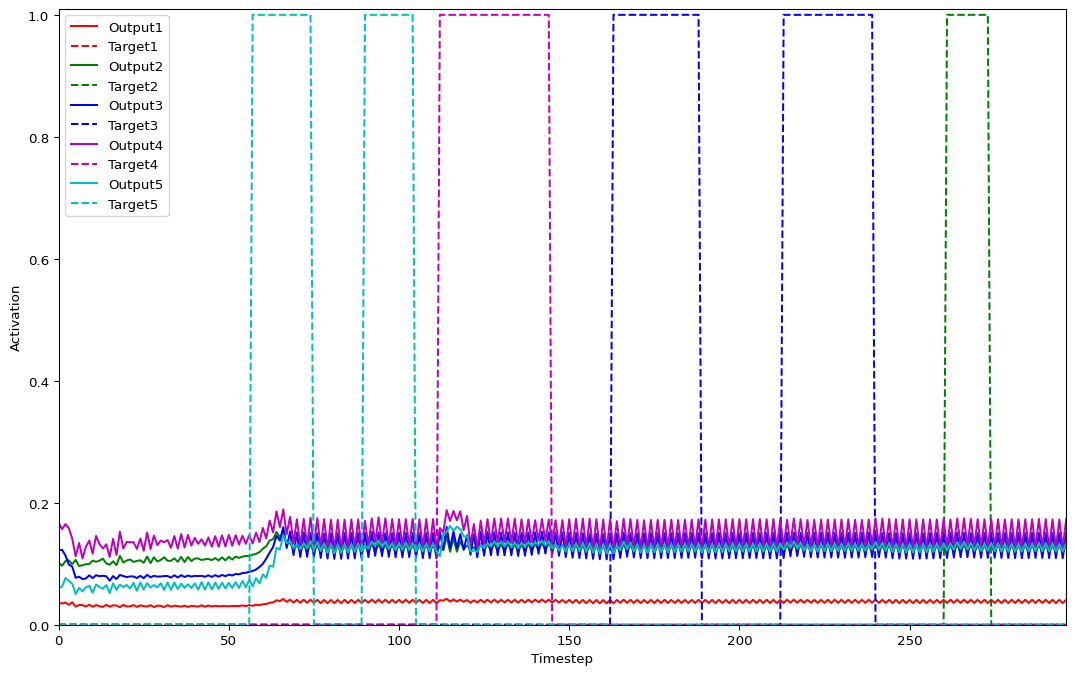 1.0
0.8
0.6
0.4
0.2
0.0
Activation
Output1
Target1
Output2
Target2
Output3
Target3
Output4
Target4
Output5
Target5
0
50
100
150
200
250
Timestep